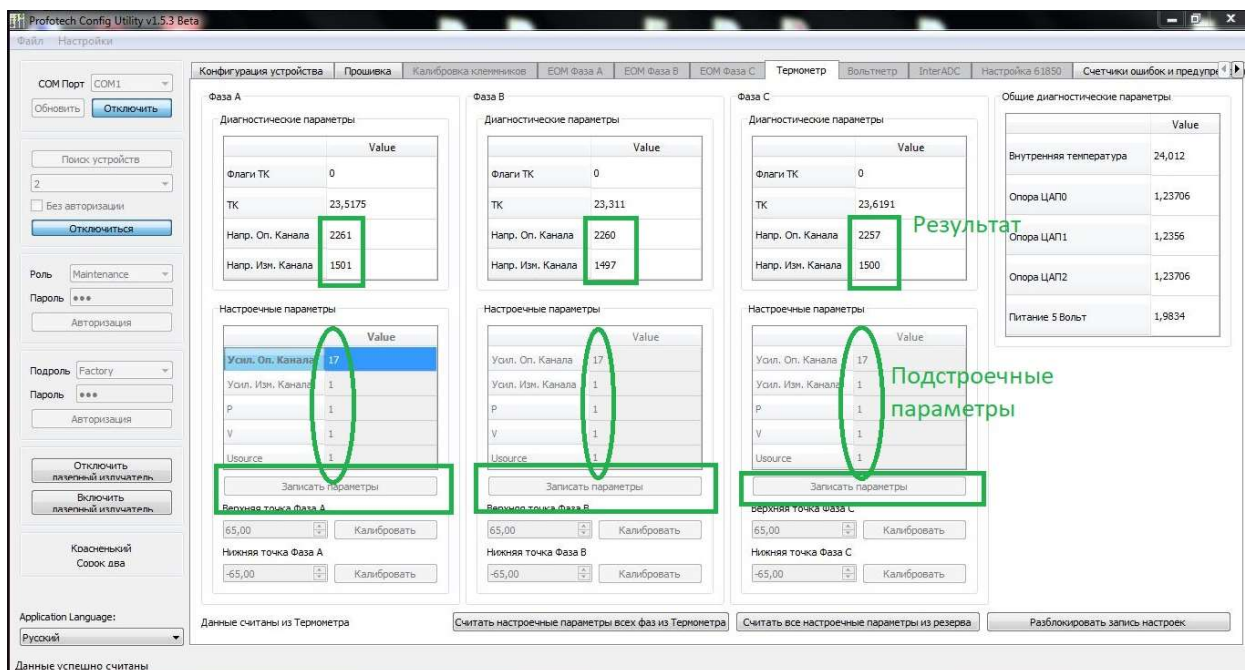 Profotech Config Utility v1.5.3 Beta
Файл Настройки
COM Порт COM1
Обновить Отключить
Поиск устройств
2
Без авторизации
Отключиться
Роль Maintenance
Пароль
Авторизация
Подроль Factory
Пароль
Авторизация
Отключить
лазерный излучатель
Включить
лазерный излучатель
Красненький
Сорок два
Application Language:
Русский
Конфигурация устройства Прошивка Калибровка клеммников EOM Фаза A EOM Фаза B EOM Фаза C Термометр Вольтметр InterADC Настройка 61850 Счетчики ошибок и
Фаза A
Диагностические параметры
Value
Флаги ТК 0
ТК 23,5175
Напр. Оп. Канала 2261
Напр. Изм. Канала 1501
Настроечные параметры
Value
Усил. Оп. Канала 17
Усил. Изм. Канала 1
P 1
V 1
Usource 1
Записать параметры
Верхняя точка Фаза A
65,00 Калибровать
Нижняя точка Фаза A
-65,00 Калибровать
Фаза B
Диагностические параметры
Value
Флаги ТК 0
ТК 23,311
Напр. Оп. Канала 2260
Напр. Изм. Канала 1497
Настроечные параметры
Value
Усил. Оп. Канала 17
Усил. Изм. Канала 1
P 1
V 1
Usource 1
Записать параметры
Верхняя точка Фаза B
65,00 Калибровать
Нижняя точка Фаза B
-65,00 Калибровать
Фаза C
Диагностические параметры
Value
Флаги ТК 0
ТК 23,6191
Напр. Оп. Канала 2257
Напр. Изм. Канала 1500
Результат
Настроечные параметры
Value
Усил. Оп. Канала 17
Усил. Изм. Канала 1
P 1
V 1
Usource 1
Подстроечные
параметры
Записать параметры
Верхняя точка Фаза C
65,00 Калибровать
Нижняя точка Фаза C
-65,00 Калибровать
Общие диагностические параметры
Value
Внутренняя температура 24,012
Опора ЦАП0 1,23706
Опора ЦАП1 1,2356
Опора ЦАП2 1,23706
Питание 5 Вольт 1,9834
Данные считаны из Термометра
Считать настроечные параметры всех фаз из Термометра
Считать все настроечные параметры из резерва
Разблокировать запись настроек
Данные успешно считаны